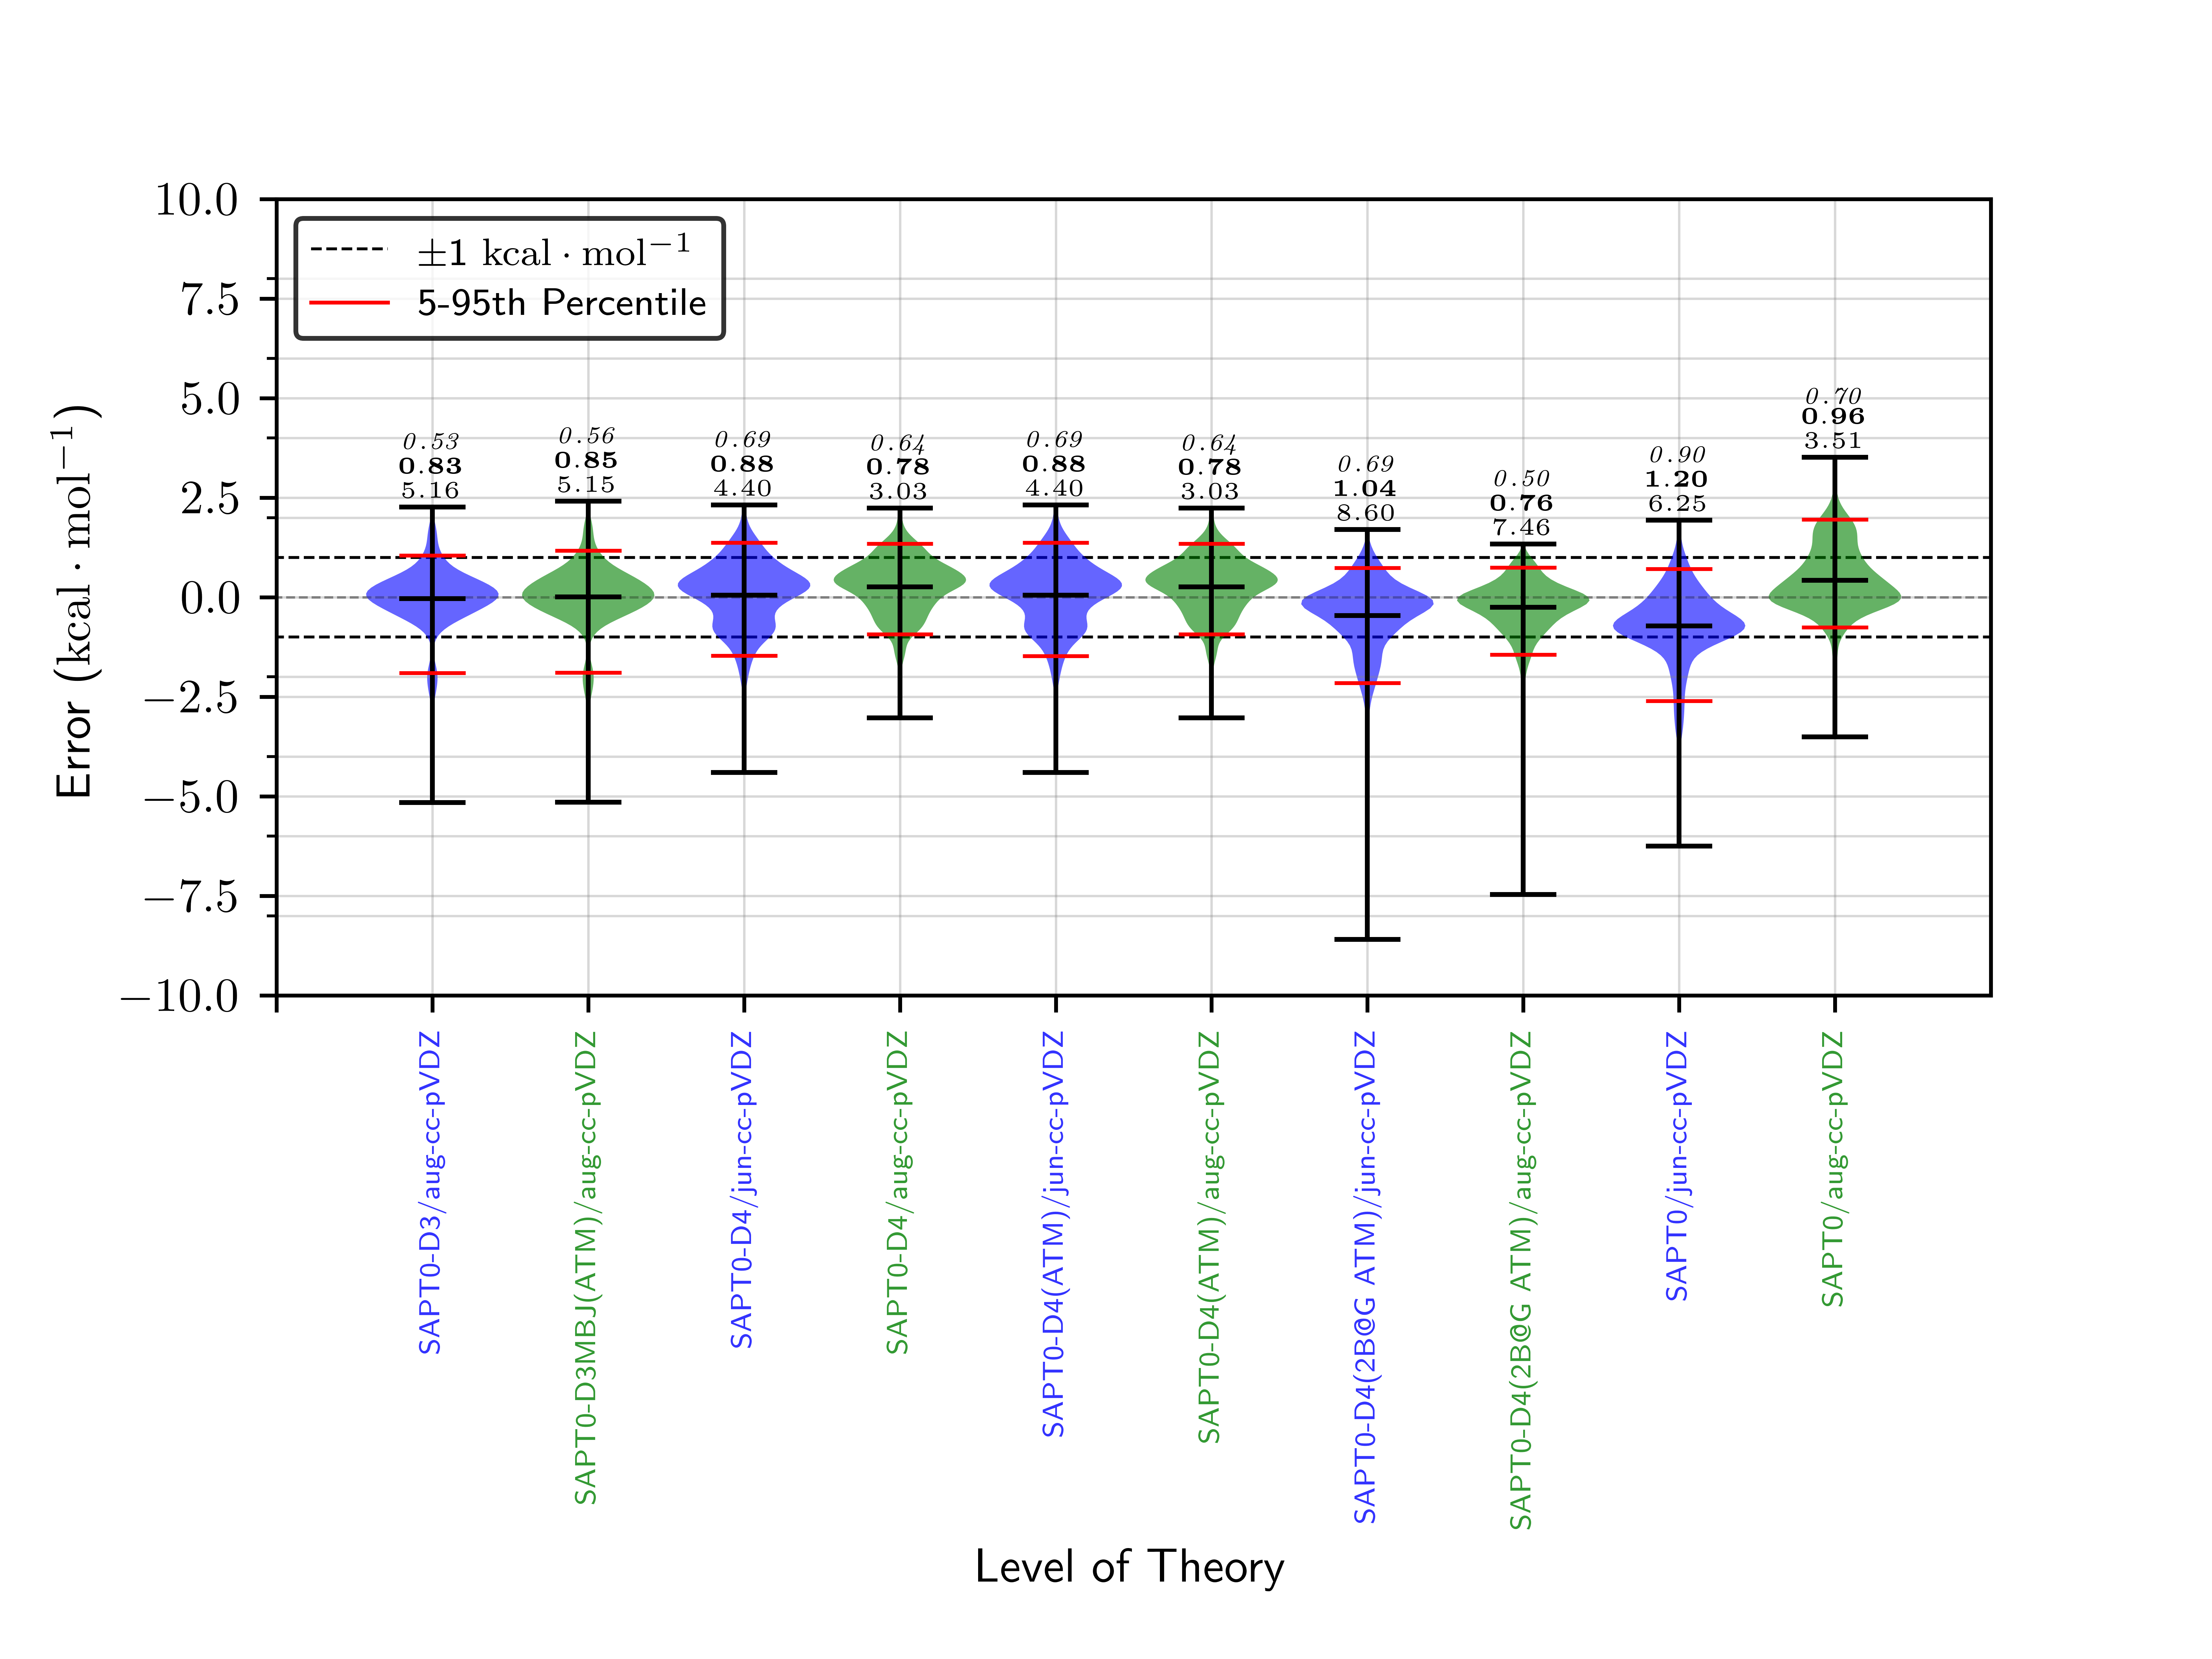 ±1 kcal · mol⁻¹
5-95th Percentile
Error (kcal · mol⁻¹)
10.0
7.5
5.0
2.5
0.0
−2.5
−5.0
−7.5
−10.0
0.53
0.83
5.16
0.56
0.85
5.15
0.69
0.88
4.40
0.64
0.78
3.03
0.69
0.88
4.40
0.64
0.78
3.03
0.69
1.04
8.60
0.50
0.76
7.46
0.90
1.20
6.25
0.70
0.96
3.51
SAPT0-D3/aug-cc-pVDZ
SAPT0-D3MBJ(ATM)/aug-cc-pVDZ
SAPT0-D4/jun-cc-pVDZ
SAPT0-D4/aug-cc-pVDZ
SAPT0-D4(ATM)/jun-cc-pVDZ
SAPT0-D4(ATM)/aug-cc-pVDZ
SAPT0-D4(2B@G ATM)/jun-cc-pVDZ
SAPT0-D4(2B@G ATM)/aug-cc-pVDZ
SAPT0/jun-cc-pVDZ
SAPT0/aug-cc-pVDZ
Level of Theory